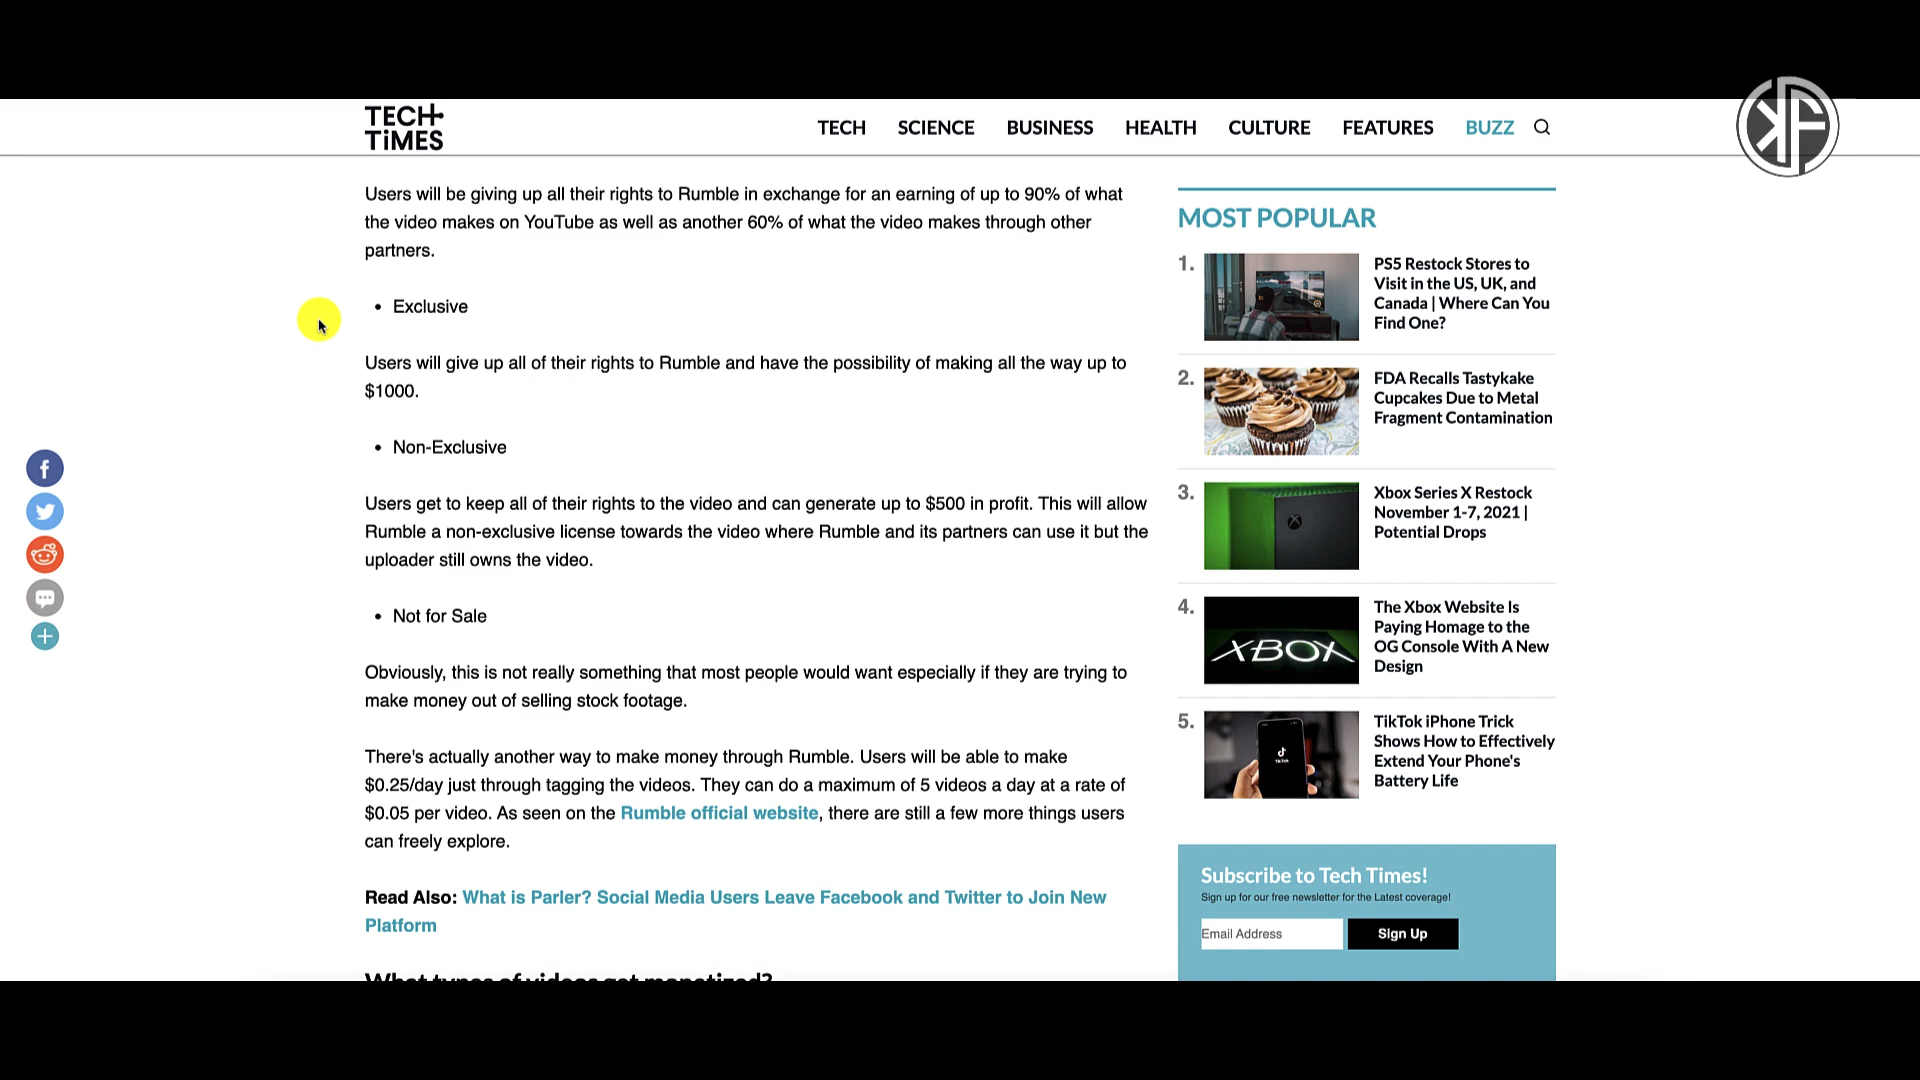 TECH
TiMES
TECH
SCIENCE
BUSINESS
HEALTH
CULTURE
FEATURES
BUZZ
KF
Users will be giving up all their rights to Rumble in exchange for an earning of up to 90% of what
the video makes on YouTube as well as another 60% of what the video makes through other
partners.
• Exclusive
Users will give up all of their rights to Rumble and have the possibility of making all the way up to
$1000.
• Non-Exclusive
Users get to keep all of their rights to the video and can generate up to $500 in profit. This will allow
Rumble a non-exclusive license towards the video where Rumble and its partners can use it but the
uploader still owns the video.
• Not for Sale
Obviously, this is not really something that most people would want especially if they are trying to
make money out of selling stock footage.
There's actually another way to make money through Rumble. Users will be able to make
$0.25/day just through tagging the videos. They can do a maximum of 5 videos a day at a rate of
$0.05 per video. As seen on the Rumble official website, there are still a few more things users
can freely explore.
Read Also: What is Parler? Social Media Users Leave Facebook and Twitter to Join New
Platform
What types of videos get monetized?
MOST POPULAR
1.
PS5 Restock Stores to
Visit in the US, UK, and
Canada | Where Can You
Find One?
2.
FDA Recalls Tastykake
Cupcakes Due to Metal
Fragment Contamination
3.
Xbox Series X Restock
November 1-7, 2021 |
Potential Drops
4.
XBOX
The Xbox Website Is
Paying Homage to the
OG Console With A New
Design
5.
TikTok
TikTok iPhone Trick
Shows How to Effectively
Extend Your Phone's
Battery Life
Subscribe to Tech Times!
Sign up for our free newsletter for the Latest coverage!
Email Address
Sign Up